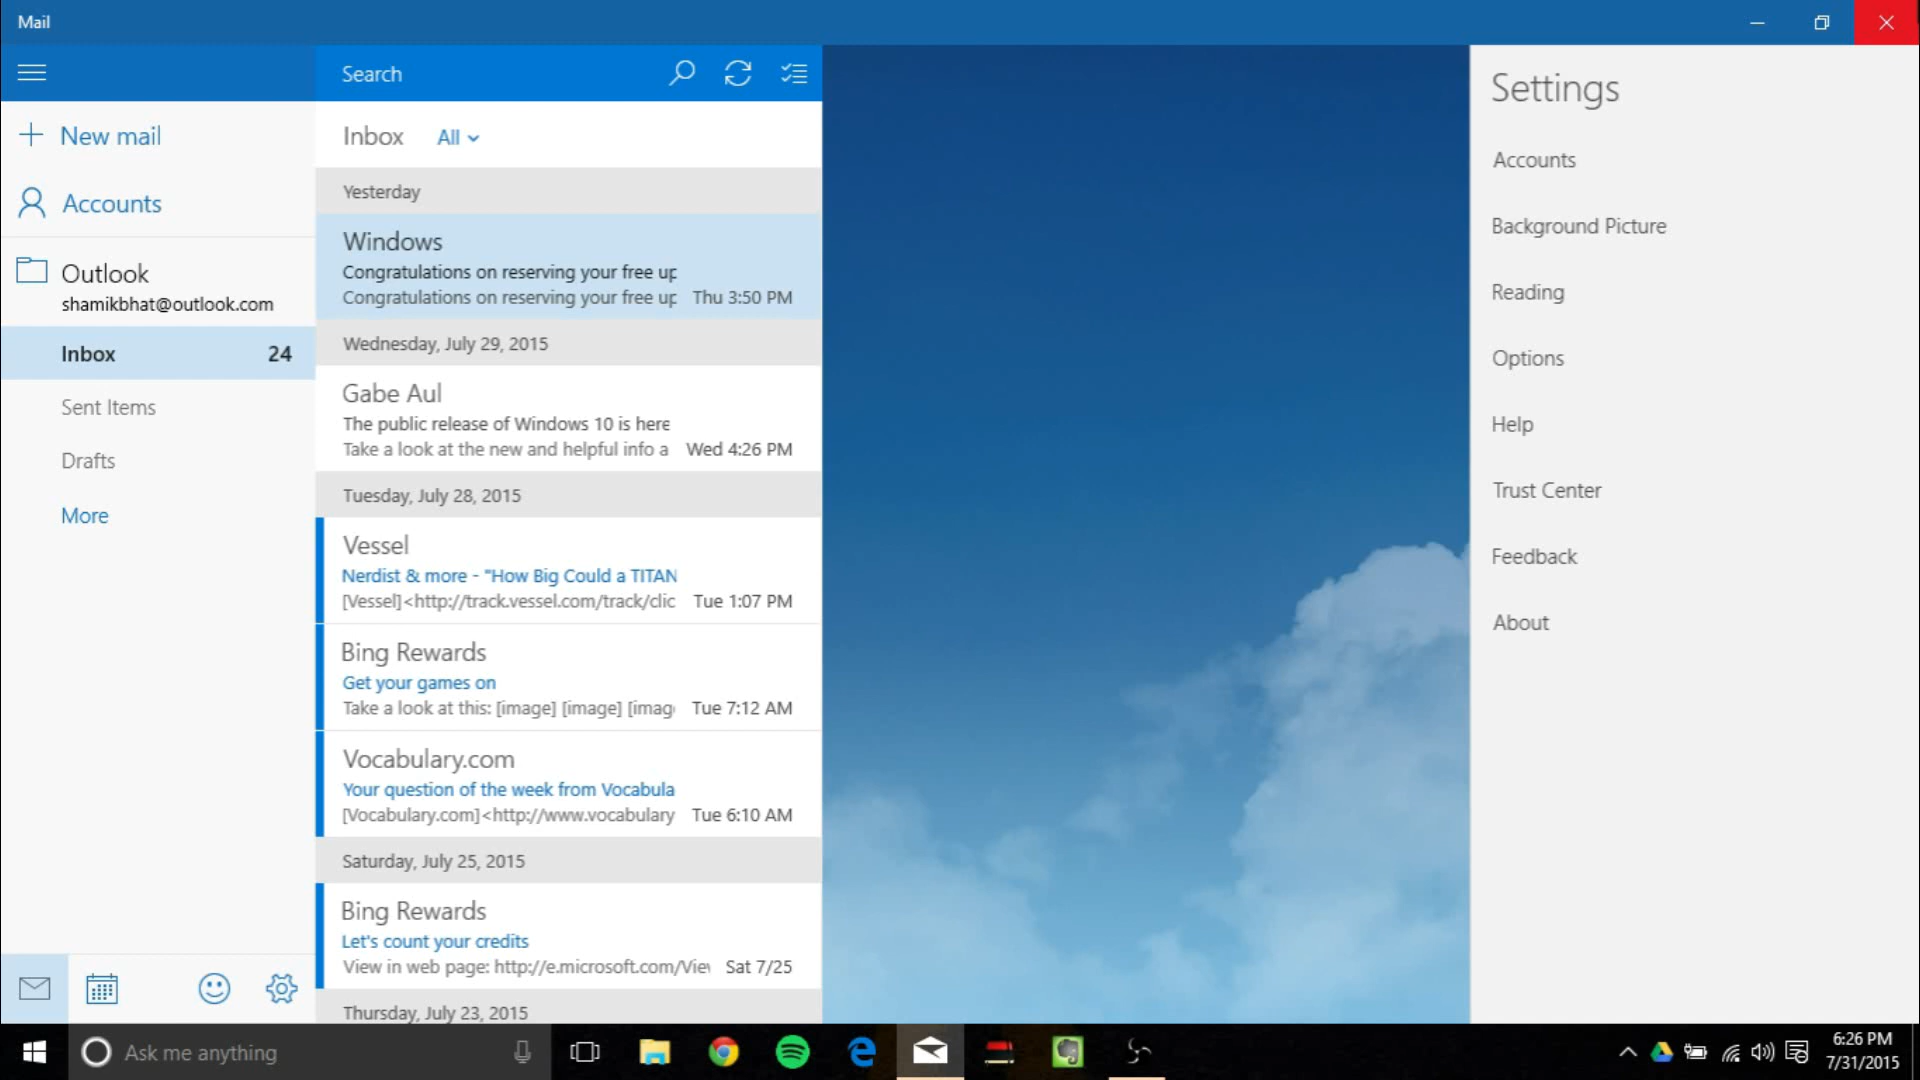 Mail
Search
New mail
Accounts
Outlook
shamikbhat@outlook.com
Inbox 24
Sent Items
Drafts
More
Inbox All
Yesterday
Windows
Congratulations on reserving your free up
Congratulations on reserving your free up Thu 3:50 PM
Wednesday, July 29, 2015
Gabe Aul
The public release of Windows 10 is here
Take a look at the new and helpful info a Wed 4:26 PM
Tuesday, July 28, 2015
Vessel
Nerdist & more - "How Big Could a TITAN
[Vessel]<http://track.vessel.com/track/clic Tue 1:07 PM
Bing Rewards
Get your games on
Take a look at this: [image] [image] [imag Tue 7:12 AM
Vocabulary.com
Your question of the week from Vocabula
[Vocabulary.com]<http://www.vocabulary Tue 6:10 AM
Saturday, July 25, 2015
Bing Rewards
Let's count your credits
View in web page: http://e.microsoft.com/Viev Sat 7/25
Thursday, July 23, 2015
Settings
Accounts
Background Picture
Reading
Options
Help
Trust Center
Feedback
About
Ask me anything
6:26 PM
7/31/2015